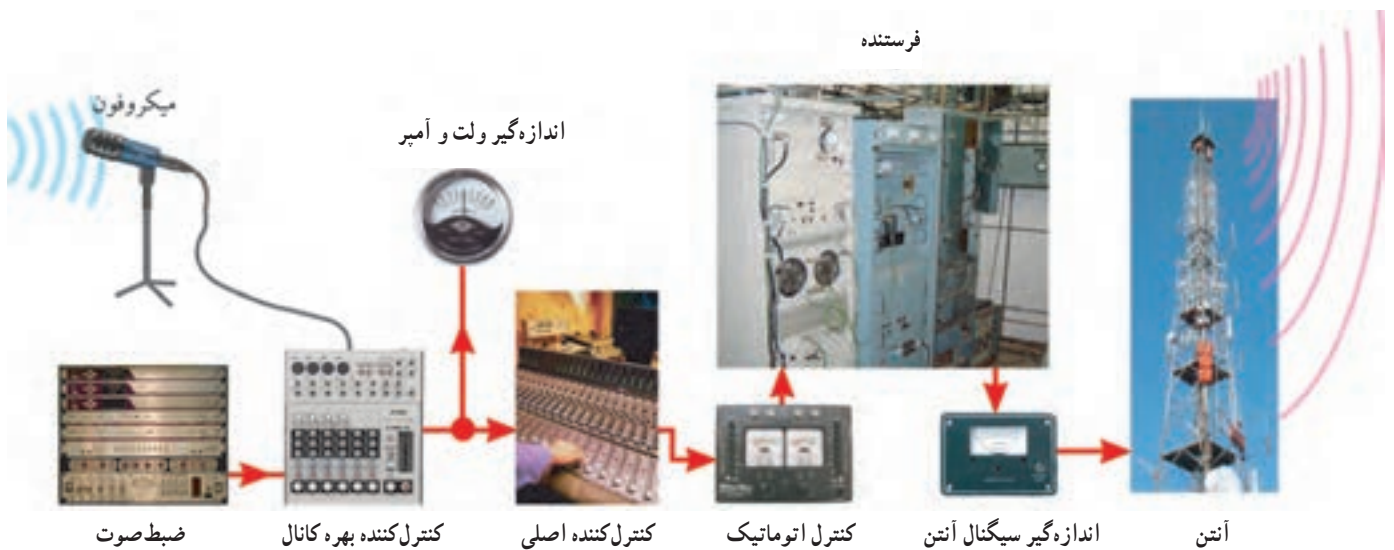 فرستنده
میکروفون
اندازه‌گیر ولت و آمپر
ضبط‌صوت
کنترل‌کننده بهره کانال
کنترل‌کننده اصلی
کنترل اتوماتیک
اندازه‌گیر سیگنال آنتن
آنتن